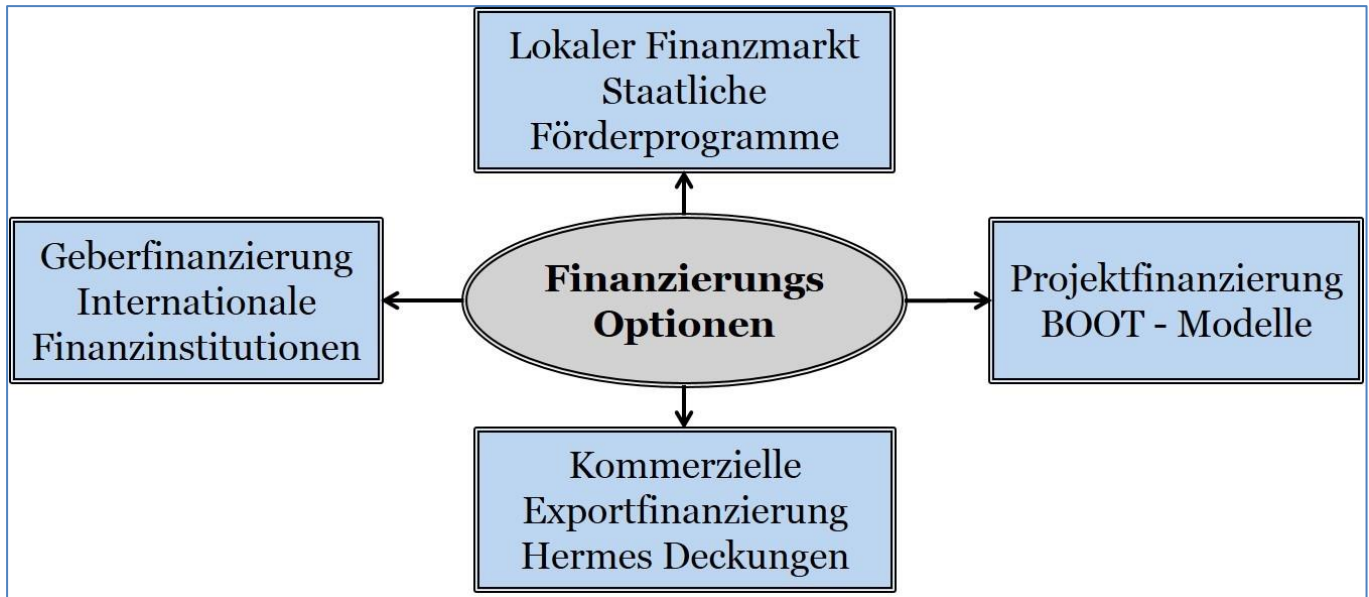 Lokaler Finanzmarkt
Staatliche
Förderprogramme
Geberfinanzierung
Internationale
Finanzinstitutionen
Finanzierungs
Optionen
Projektfinanzierung
BOOT - Modelle
Kommerzielle
Exportfinanzierung
Hermes Deckungen